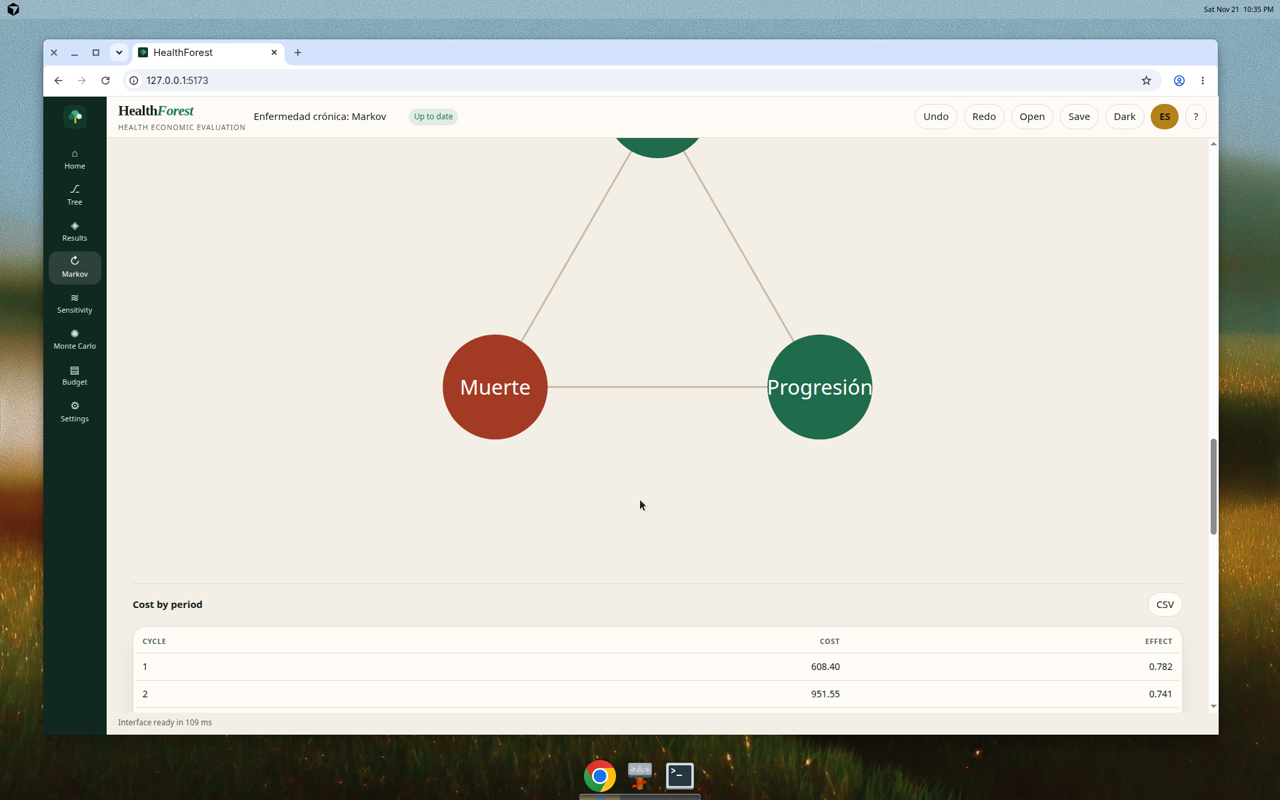 Sat Nov 21 10:35 PM
HealthForest
127.0.0.1:5173
HealthForest
HEALTH ECONOMIC EVALUATION
Enfermedad crónica: Markov
Up to date
Undo
Redo
Open
Save
Dark
ES
?
Home
Tree
Results
Markov
Sensitivity
Monte Carlo
Budget
Settings
Muerte
Progresión
Cost by period
CSV
CYCLE COST EFFECT
1 608.40 0.782
2 951.55 0.741
Interface ready in 109 ms